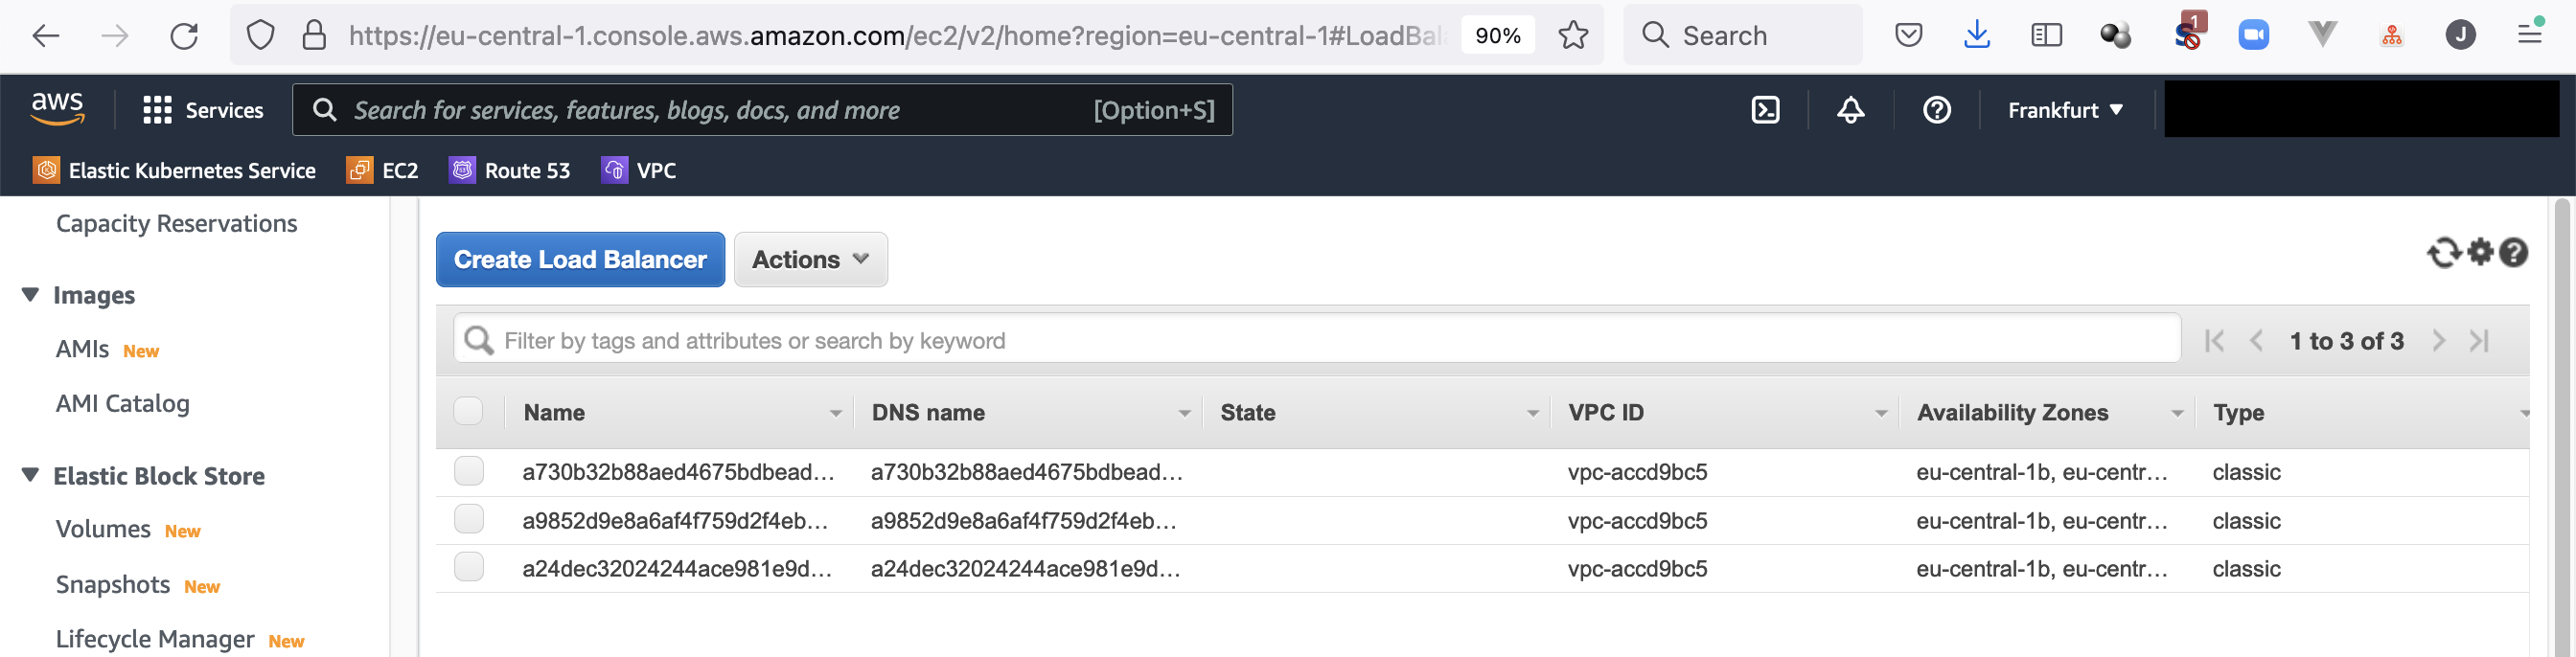 https://eu-central-1.console.aws.amazon.com/ec2/v2/home?region=eu-central-1#LoadBal
90%
Search
1
J
aws
Services
Search for services, features, blogs, docs, and more
[Option+S]
Frankfurt
Elastic Kubernetes Service
EC2
Route 53
VPC
Capacity Reservations
Images
AMIs New
AMI Catalog
Elastic Block Store
Volumes New
Snapshots New
Lifecycle Manager New
Create Load Balancer
Actions
Filter by tags and attributes or search by keyword
1 to 3 of 3
Name DNS name State VPC ID Availability Zones Type
a730b32b88aed4675bdbead... a730b32b88aed4675bdbead... vpc-accd9bc5 eu-central-1b, eu-centr... classic
a9852d9e8a6af4f759d2f4eb... a9852d9e8a6af4f759d2f4eb... vpc-accd9bc5 eu-central-1b, eu-centr... classic
a24dec32024244ace981e9d... a24dec32024244ace981e9d... vpc-accd9bc5 eu-central-1b, eu-centr... classic